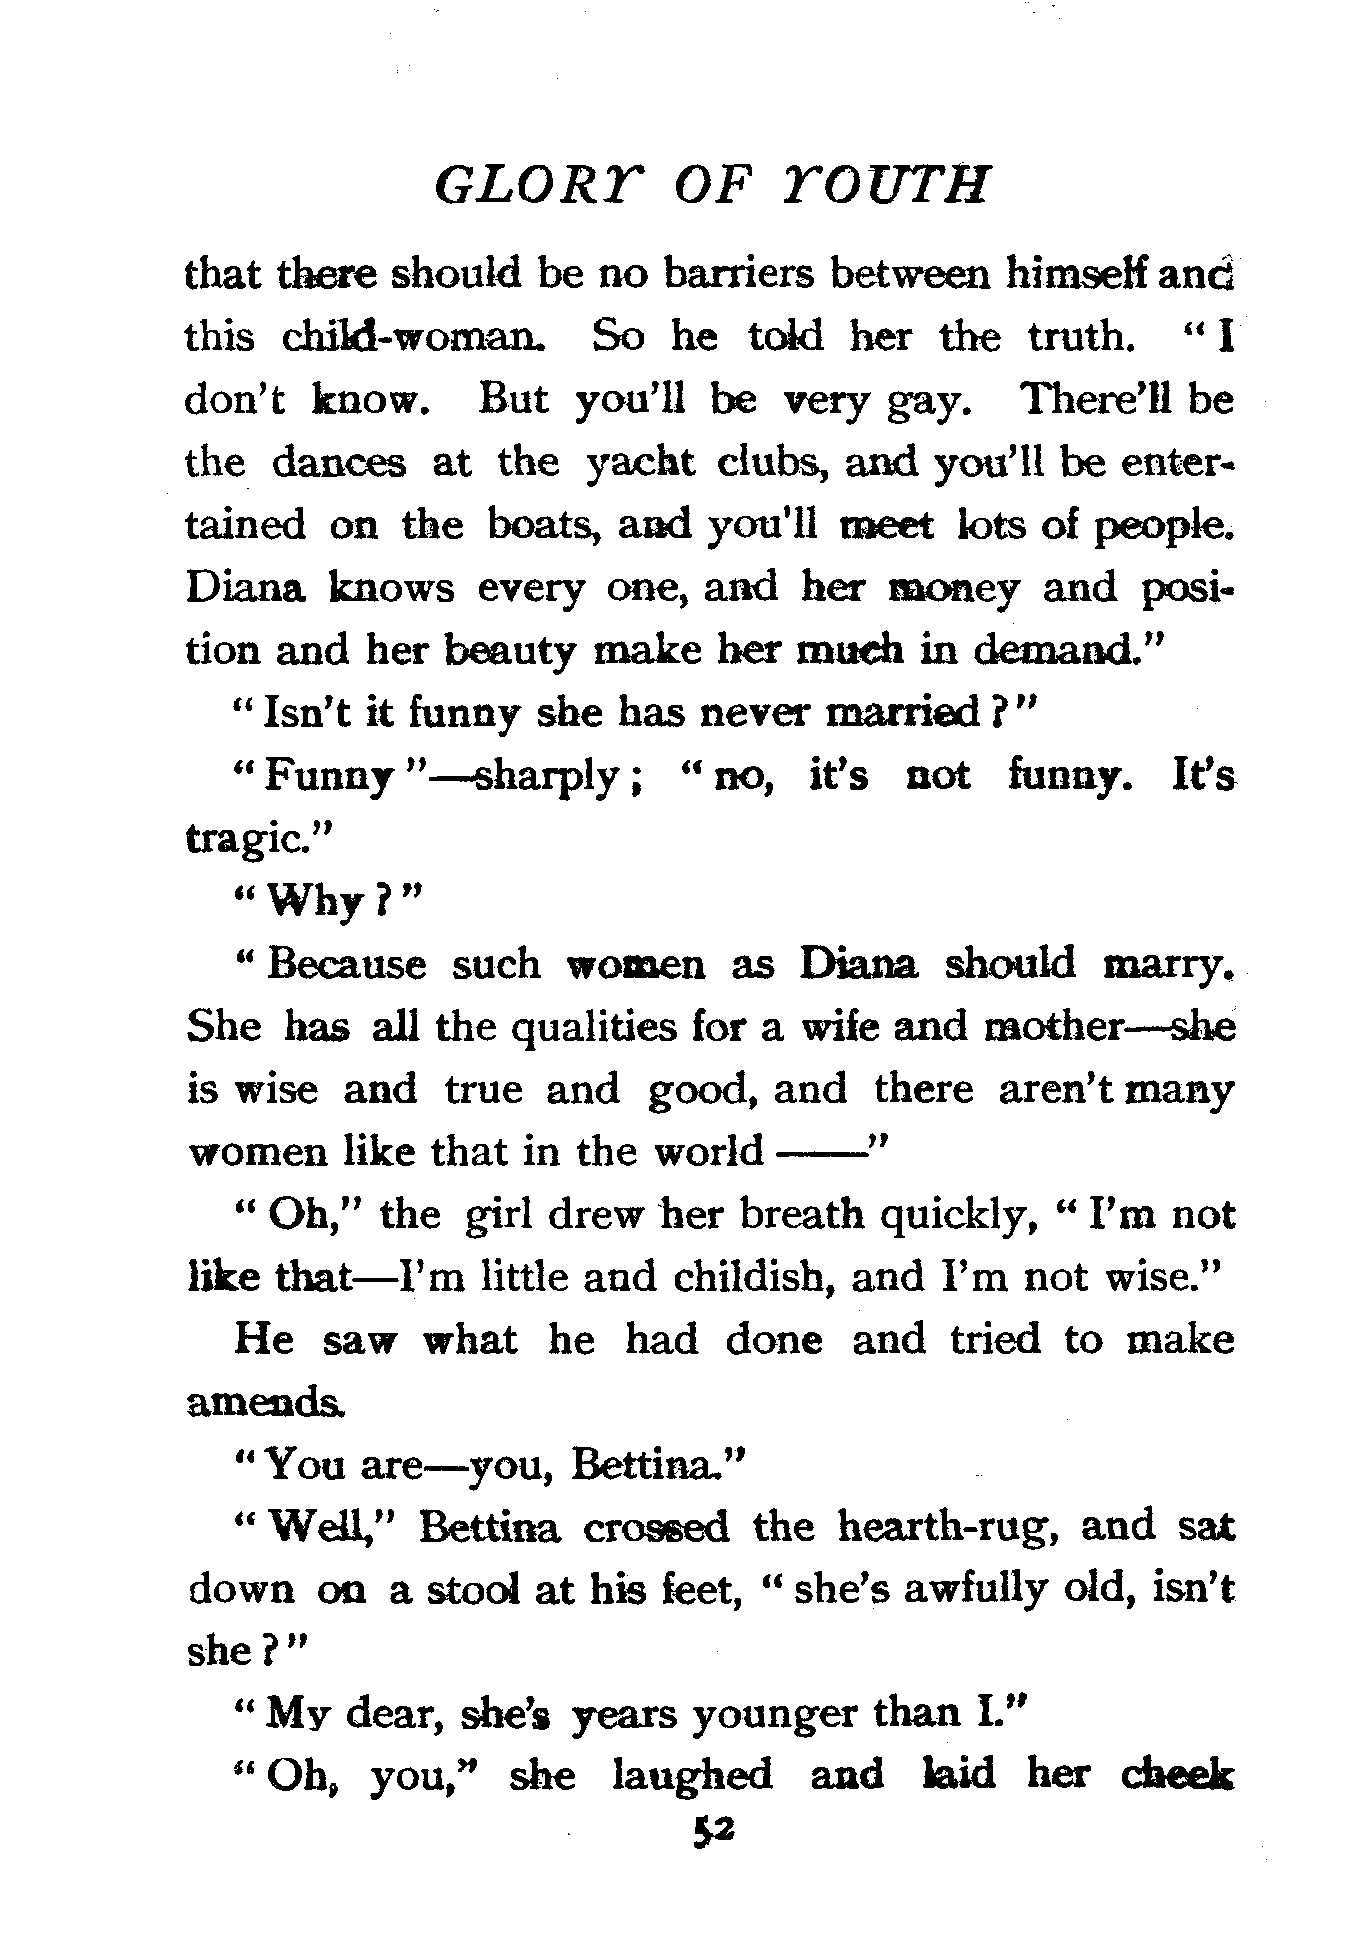 GLORY OF YOUTH
that there should be no barriers between himself and
this child-woman. So he told her the truth. "I
don't know. But you'll be very gay. There'll be
the dances at the yacht clubs, and you'll be enter-
tained on the boats, and you'll meet lots of people.
Diana knows every one, and her money and posi-
tion and her beauty make her much in demand."
"Isn't it funny she has never married?"
"Funny"—sharply; "no, it's not funny. It's
tragic."
"Why?"
"Because such women as Diana should marry.
She has all the qualities for a wife and mother—she
is wise and true and good, and there aren't many
women like that in the world ——"
"Oh," the girl drew her breath quickly, "I'm not
like that—I'm little and childish, and I'm not wise."
He saw what he had done and tried to make
amends.
"You are—you, Bettina."
"Well," Bettina crossed the hearth-rug, and sat
down on a stool at his feet, "she's awfully old, isn't
she?"
"My dear, she's years younger than I."
"Oh, you," she laughed and laid her cheek
52